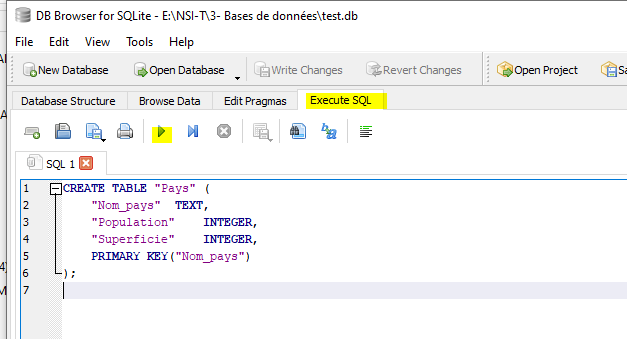 DB Browser for SQLite - E:\NSI-T\3- Bases de données\test.db
File Edit View Tools Help
New Database Open Database Write Changes Revert Changes Open Project
Database Structure Browse Data Edit Pragmas Execute SQL
SQL 1
1 CREATE TABLE "Pays" (
2 "Nom_pays" TEXT,
3 "Population" INTEGER,
4 "Superficie" INTEGER,
5 PRIMARY KEY("Nom_pays")
6 );
7